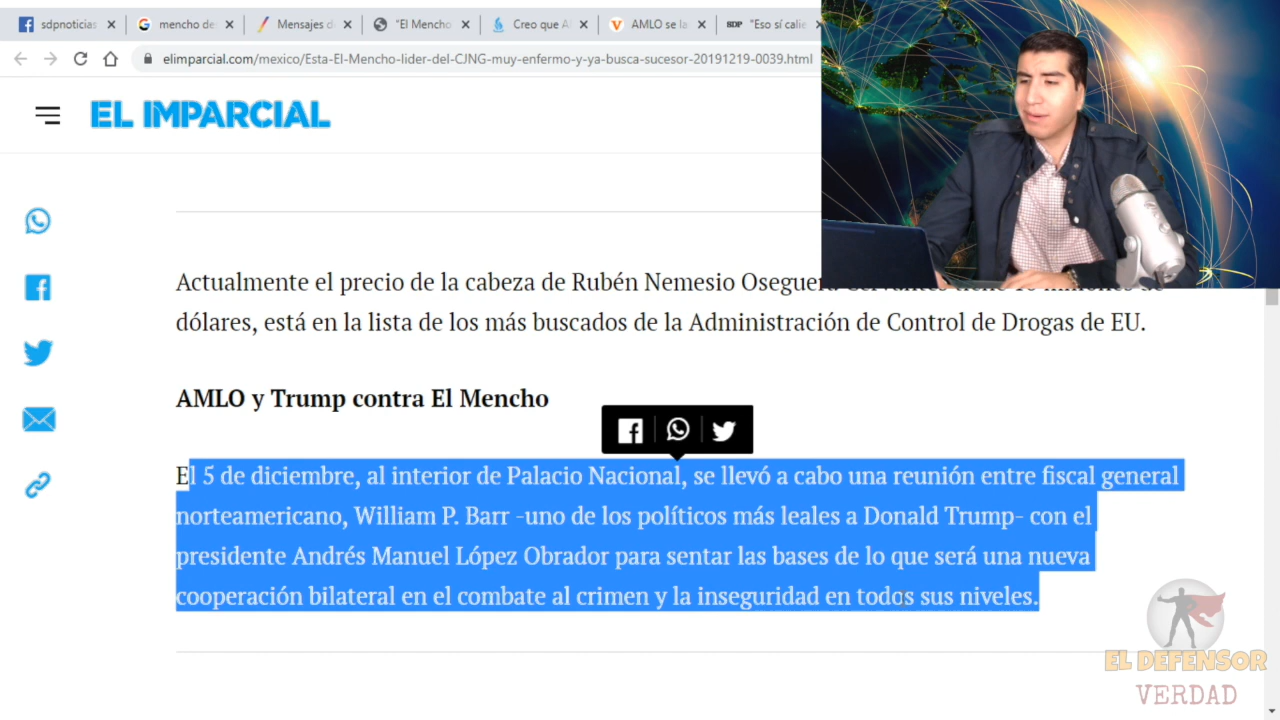 sdpnoticias
mencho de
Mensajes d
"El Mencho
Creo que A
AMLO se la
SDP "Eso sí calie
elimparcial.com/mexico/Esta-El-Mencho-lider-del-CJNG-muy-enfermo-y-ya-busca-sucesor-20191219-0039.html
EL IMPARCIAL
Actualmente el precio de la cabeza de Rubén Nemesio Oseguera
dólares, está en la lista de los más buscados de la Administración de Control de Drogas de EU.
AMLO y Trump contra El Mencho
El 5 de diciembre, al interior de Palacio Nacional, se llevó a cabo una reunión entre fiscal general
norteamericano, William P. Barr -uno de los políticos más leales a Donald Trump- con el
presidente Andrés Manuel López Obrador para sentar las bases de lo que será una nueva
cooperación bilateral en el combate al crimen y la inseguridad en todos sus niveles.
EL DEFENSOR
VERDAD